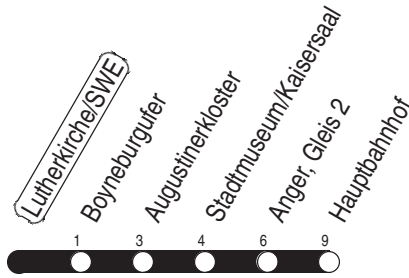 Lutherkirche/SWE
Boyneburgufer
Augustinerkloster
Stadtmuseum/Kaisersaal
Anger, Gleis 2
Hauptbahnhof
1 3 4 6 9